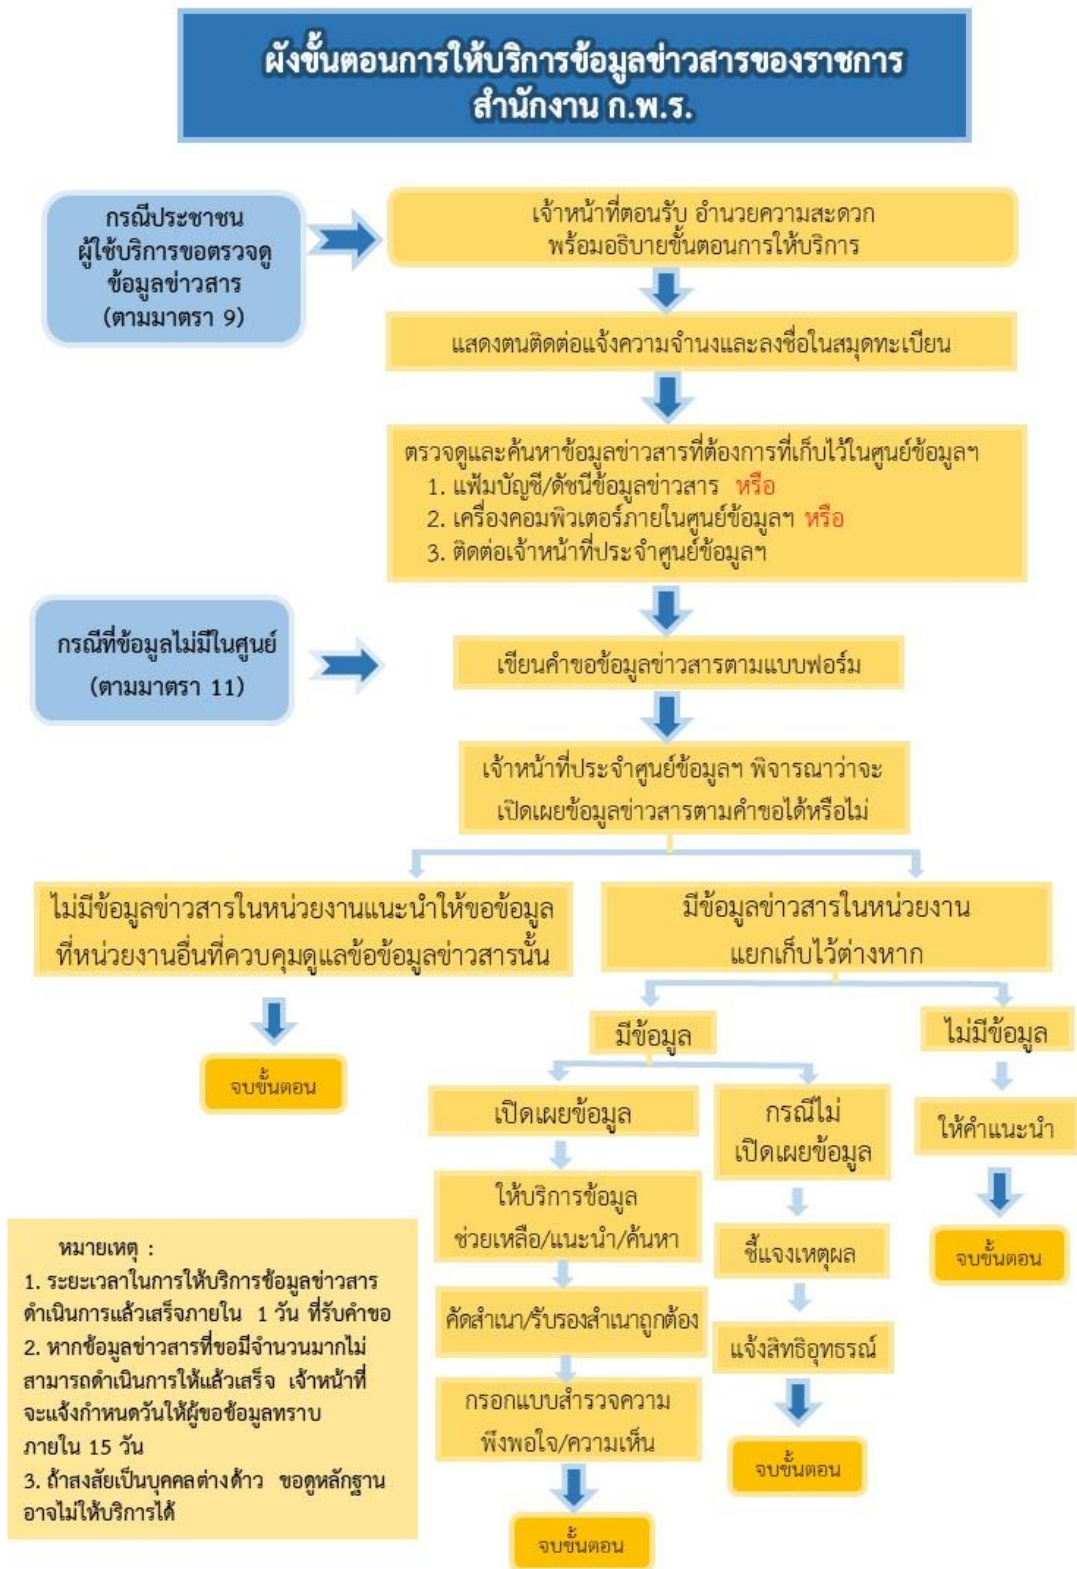 ผังขั้นตอนการให้บริการข้อมูลข่าวสารของราชการ
สำนักงาน ก.พ.ร.
กรณีประชาชน
ผู้ใช้บริการขอตรวจดู
ข้อมูลข่าวสาร
(ตามมาตรา 9)
เจ้าหน้าที่ตอนรับ อำนวยความสะดวก
พร้อมอธิบายขั้นตอนการให้บริการ
แสดงตนติดต่อแจ้งความจำนงและลงชื่อในสมุดทะเบียน
ตรวจดูและค้นหาข้อมูลข่าวสารที่ต้องการที่เก็บไว้ในศูนย์ข้อมูลฯ
1. แฟ้มบัญชี/ดัชนีข้อมูลข่าวสาร หรือ
2. เครื่องคอมพิวเตอร์ภายในศูนย์ข้อมูลฯ หรือ
3. ติดต่อเจ้าหน้าที่ประจำศูนย์ข้อมูลฯ
กรณีที่ข้อมูลไม่มีในศูนย์
(ตามมาตรา 11)
เขียนคำขอข้อมูลข่าวสารตามแบบฟอร์ม
เจ้าหน้าที่ประจำศูนย์ข้อมูลฯ พิจารณาว่าจะ
เปิดเผยข้อมูลข่าวสารตามคำขอได้หรือไม่
ไม่มีข้อมูลข่าวสารในหน่วยงานแนะนำให้ขอข้อมูล
ที่หน่วยงานอื่นที่ควบคุมดูแลข้อข้อมูลข่าวสารนั้น
จบขั้นตอน
มีข้อมูลข่าวสารในหน่วยงาน
แยกเก็บไว้ต่างหาก
มีข้อมูล
ไม่มีข้อมูล
เปิดเผยข้อมูล
กรณีไม่
เปิดเผยข้อมูล
ให้คำแนะนำ
ให้บริการข้อมูล
ช่วยเหลือ/แนะนำ/ค้นหา
ชี้แจงเหตุผล
จบขั้นตอน
คัดสำเนา/รับรองสำเนาถูกต้อง
แจ้งสิทธิอุทธรณ์
กรอกแบบสำรวจความ
พึงพอใจ/ความเห็น
จบขั้นตอน
จบขั้นตอน
หมายเหตุ :
1. ระยะเวลาในการให้บริการข้อมูลข่าวสาร
ดำเนินการแล้วเสร็จภายใน 1 วัน ที่รับคำขอ
2. หากข้อมูลข่าวสารที่ขอมีจำนวนมากไม่
สามารถดำเนินการให้แล้วเสร็จ เจ้าหน้าที่
จะแจ้งกำหนดวันให้ผู้ขอข้อมูลทราบ
ภายใน 15 วัน
3. ถ้าสงสัยเป็นบุคคลต่างด้าว ขอดูหลักฐาน
อาจไม่ให้บริการได้